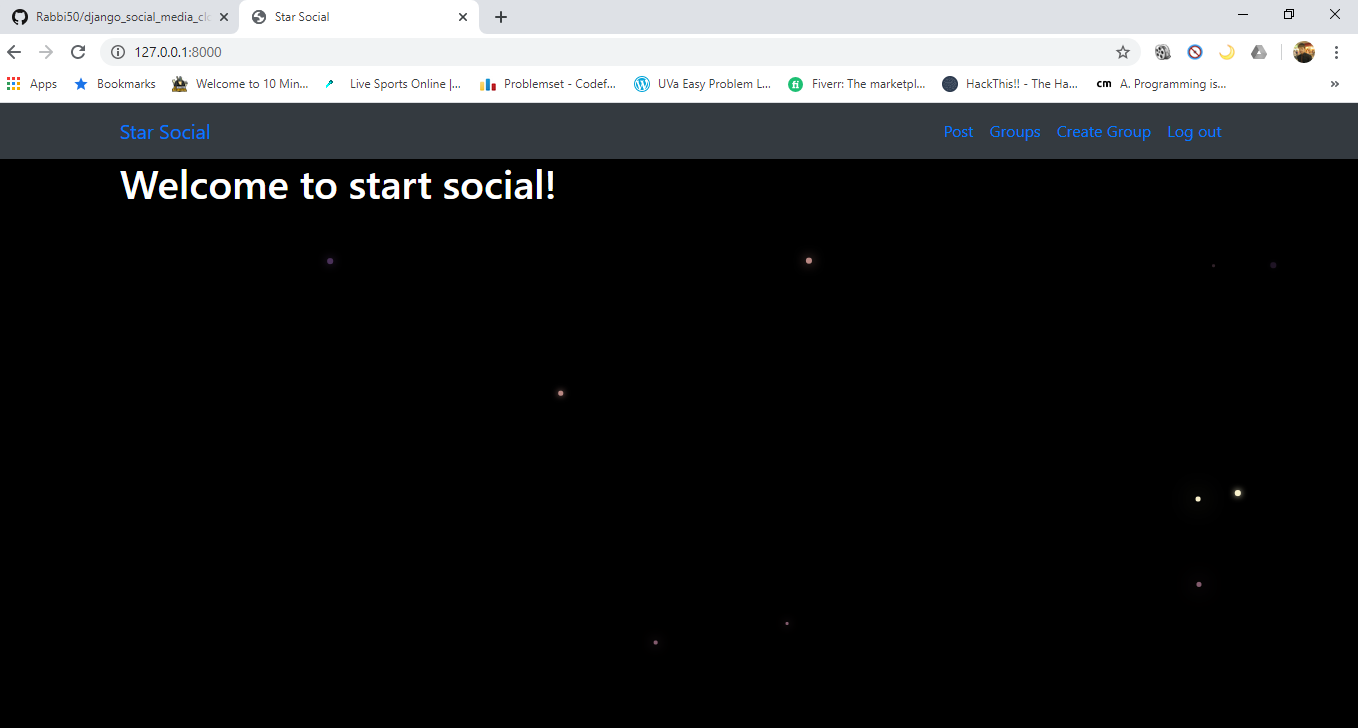 Rabbi50/django_social_media_clo
Star Social
127.0.0.1:8000
Apps Bookmarks Welcome to 10 Min... Live Sports Online |... Problemset - Codef... UVa Easy Problem L... Fiverr: The marketpl... HackThis!! - The Ha... cm A. Programming is... »
Star Social Post Groups Create Group Log out
Welcome to start social!